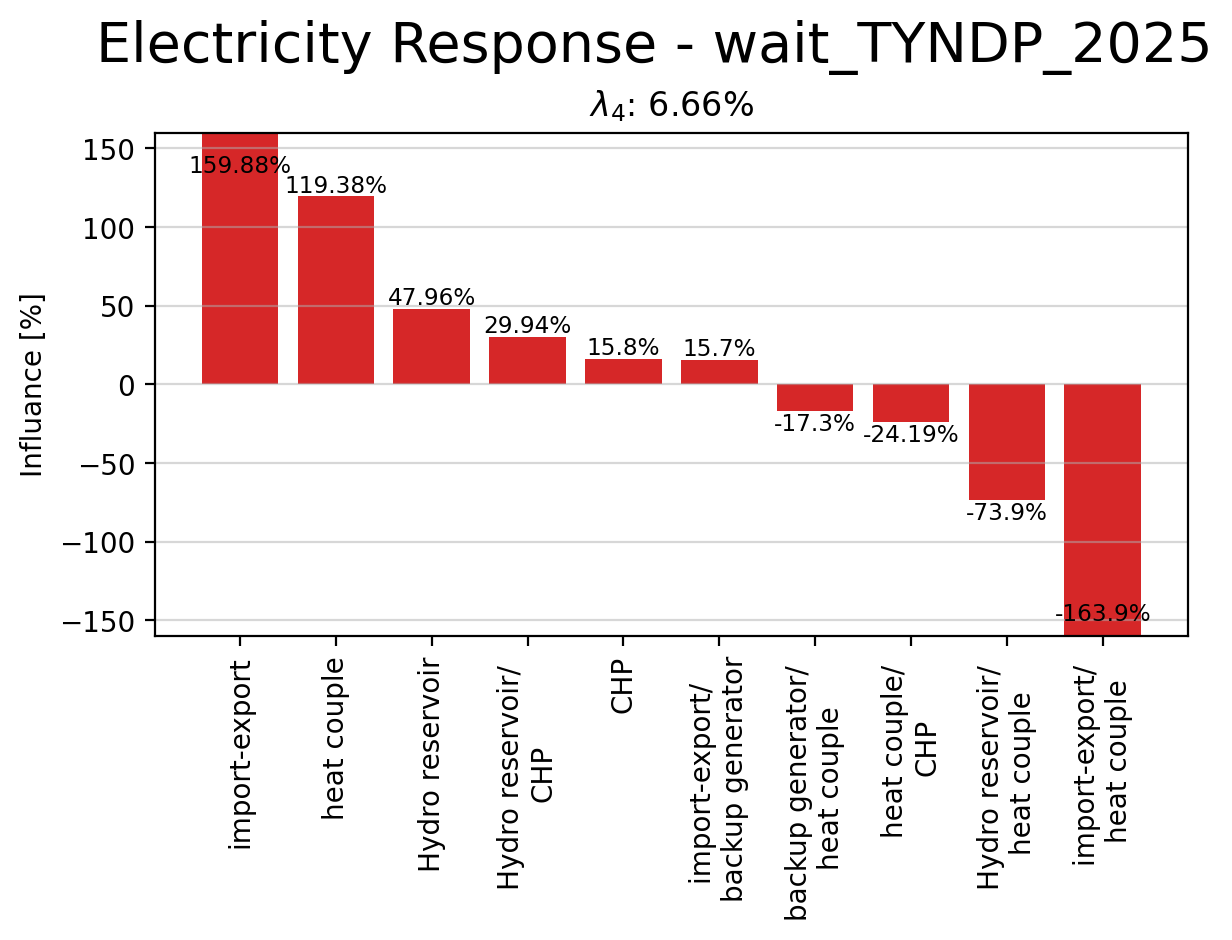 Electricity Response - wait_TYNDP_2025
λ4: 6.66%
Influance [%]
150
100
50
0
−50
−100
−150
159.88%
119.38%
47.96%
29.94%
15.8%
15.7%
-17.3%
-24.19%
-73.9%
-163.9%
import-export
heat couple
Hydro reservoir
Hydro reservoir/
CHP
CHP
import-export/
backup generator
backup generator/
heat couple
heat couple/
CHP
Hydro reservoir/
heat couple
import-export/
heat couple